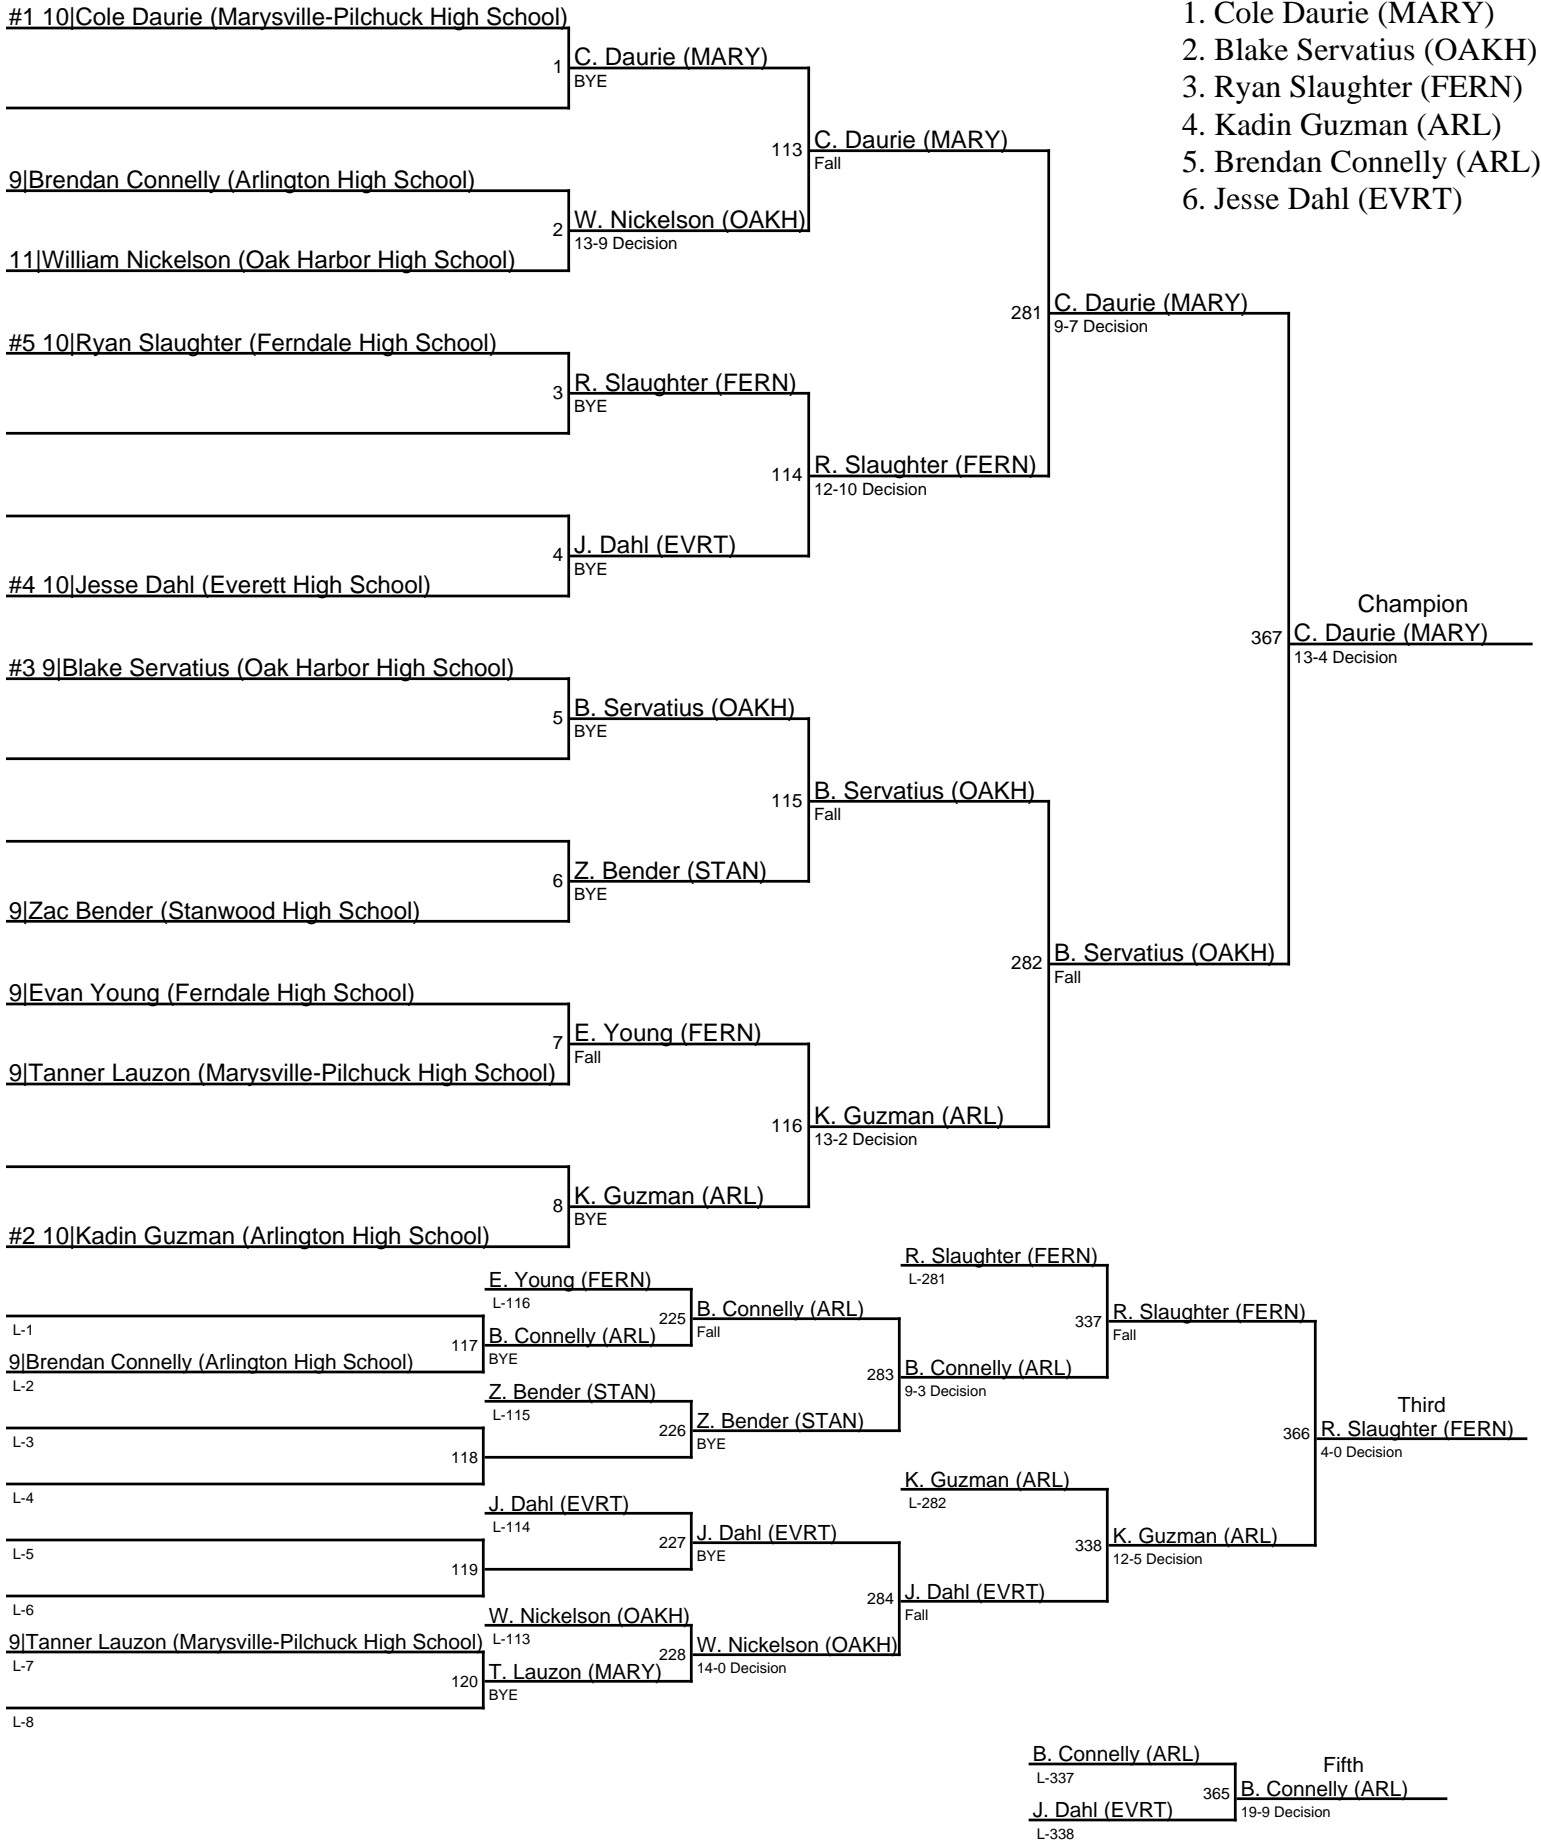 #1 10|Cole Daurie (Marysville-Pilchuck High School)
1
C. Daurie (MARY)
BYE
113
C. Daurie (MARY)
Fall
9|Brendan Connelly (Arlington High School)
2
W. Nickelson (OAKH)
13-9 Decision
11|William Nickelson (Oak Harbor High School)
281
C. Daurie (MARY)
9-7 Decision
#5 10|Ryan Slaughter (Ferndale High School)
3
R. Slaughter (FERN)
BYE
114
R. Slaughter (FERN)
12-10 Decision
4
J. Dahl (EVRT)
BYE
#4 10|Jesse Dahl (Everett High School)
Champion
367
C. Daurie (MARY)
13-4 Decision
#3 9|Blake Servatius (Oak Harbor High School)
5
B. Servatius (OAKH)
BYE
115
B. Servatius (OAKH)
Fall
6
Z. Bender (STAN)
BYE
9|Zac Bender (Stanwood High School)
282
B. Servatius (OAKH)
Fall
9|Evan Young (Ferndale High School)
7
E. Young (FERN)
Fall
9|Tanner Lauzon (Marysville-Pilchuck High School)
116
K. Guzman (ARL)
13-2 Decision
8
K. Guzman (ARL)
BYE
#2 10|Kadin Guzman (Arlington High School)
1. Cole Daurie (MARY)
2. Blake Servatius (OAKH)
3. Ryan Slaughter (FERN)
4. Kadin Guzman (ARL)
5. Brendan Connelly (ARL)
6. Jesse Dahl (EVRT)
L-1
9|Brendan Connelly (Arlington High School)
L-2
117
E. Young (FERN)
L-116
B. Connelly (ARL)
BYE
225
B. Connelly (ARL)
Fall
L-3
118
L-4
Z. Bender (STAN)
L-115
226
Z. Bender (STAN)
BYE
283
B. Connelly (ARL)
9-3 Decision
R. Slaughter (FERN)
L-281
337
R. Slaughter (FERN)
Fall
L-5
119
L-6
J. Dahl (EVRT)
L-114
227
J. Dahl (EVRT)
BYE
9|Tanner Lauzon (Marysville-Pilchuck High School)
L-7
120
L-8
W. Nickelson (OAKH)
L-113
T. Lauzon (MARY)
BYE
228
W. Nickelson (OAKH)
14-0 Decision
284
J. Dahl (EVRT)
Fall
K. Guzman (ARL)
L-282
338
K. Guzman (ARL)
12-5 Decision
Third
366
R. Slaughter (FERN)
4-0 Decision
B. Connelly (ARL)
L-337
J. Dahl (EVRT)
L-338
Fifth
365
B. Connelly (ARL)
19-9 Decision